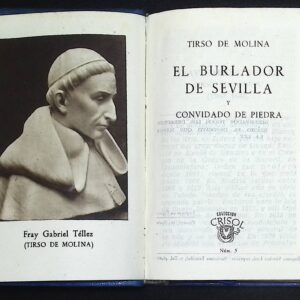 Fray Gabriel Téllez
(TIRSO DE MOLINA)
TIRSO DE MOLINA
EL BURLADOR
DE SEVILLA
Y
CONVIDADO DE PIEDRA
COLECCIÓN
CRISOL
Núm. 5